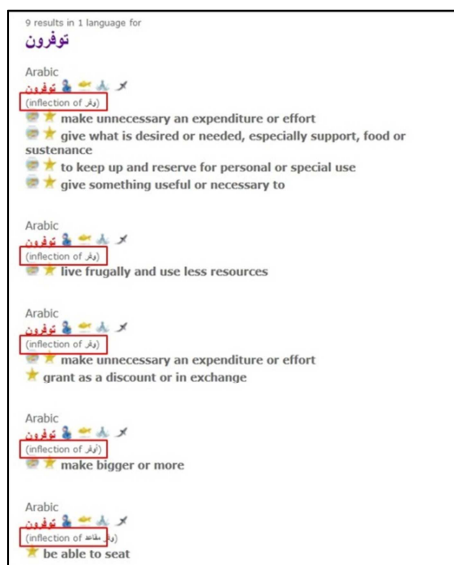 9 results in 1 language for
توفرون
Arabic
توفرون
(inflection of وفر)
make unnecessary an expenditure or effort
give what is desired or needed, especially support, food or
sustenance
to keep up and reserve for personal or special use
give something useful or necessary to
Arabic
توفرون
(inflection of وفر)
live frugally and use less resources
Arabic
توفرون
(inflection of وفر)
make unnecessary an expenditure or effort
grant as a discount or in exchange
Arabic
توفرون
(inflection of أوفر)
make bigger or more
Arabic
توفرون
(inflection of وفر مقاعد)
be able to seat